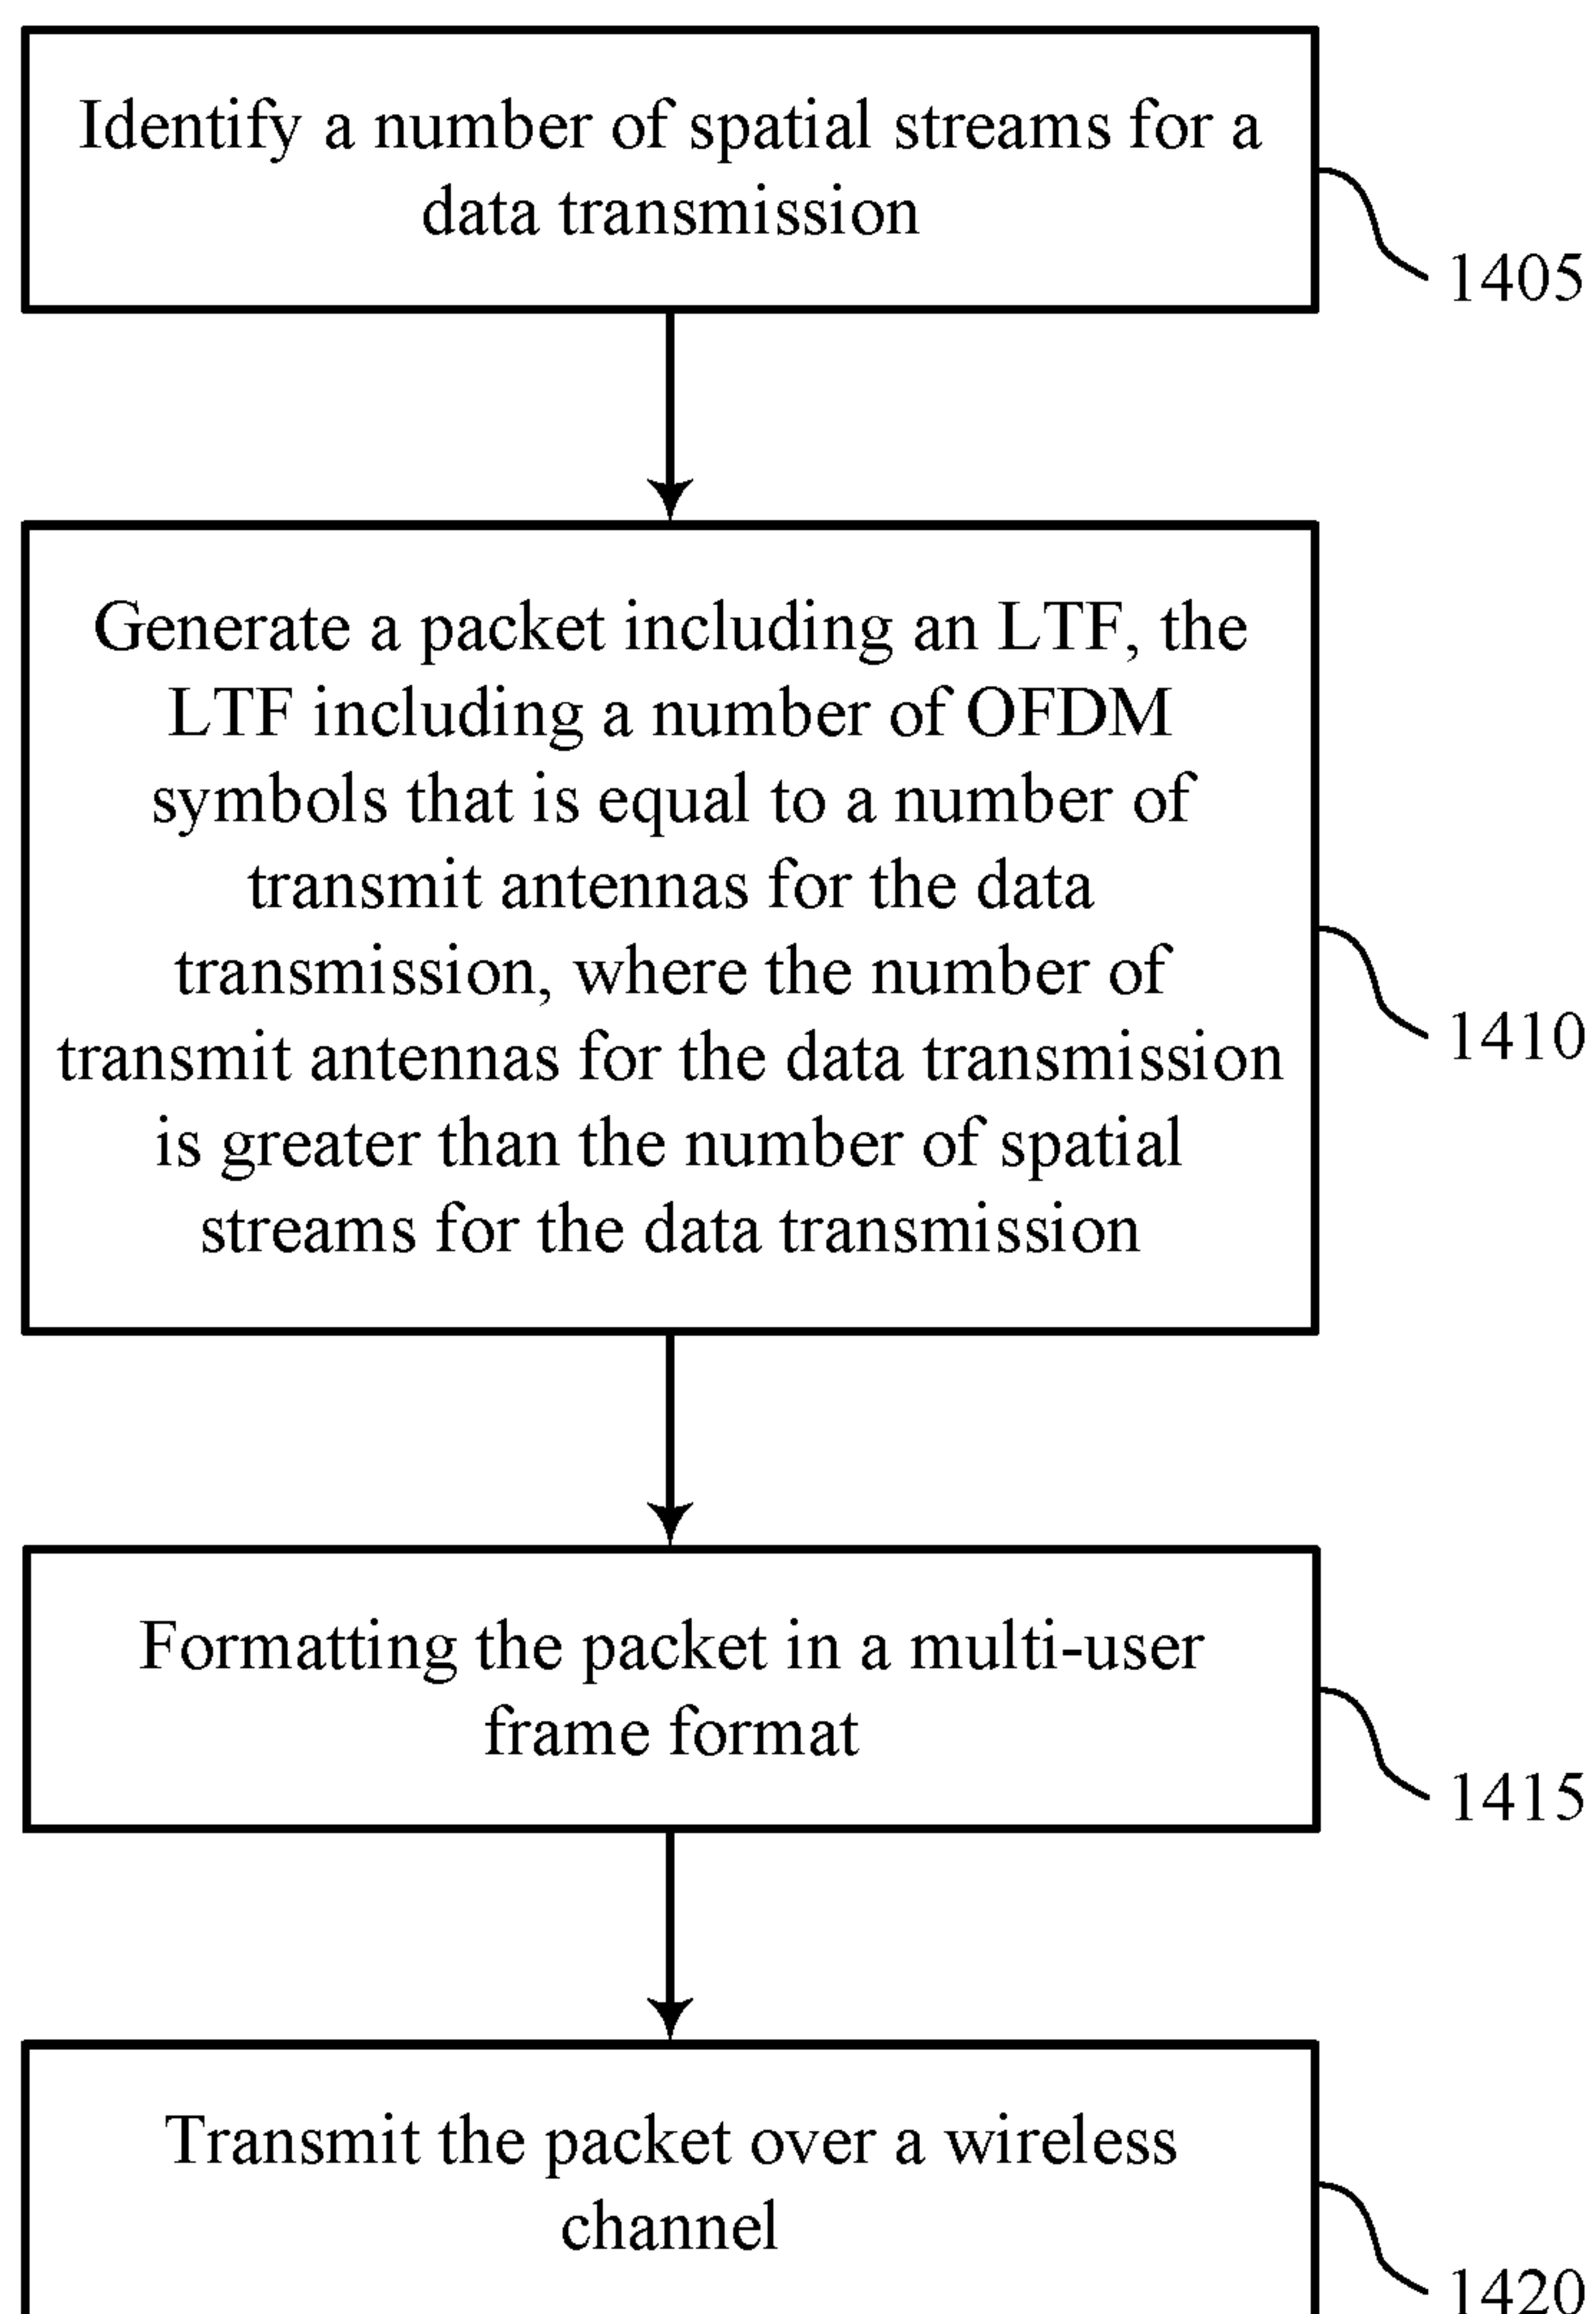 Identify a number of spatial streams for a
data transmission
1405
Generate a packet including an LTF, the
LTF including a number of OFDM
symbols that is equal to a number of
transmit antennas for the data
transmission, where the number of
transmit antennas for the data transmission
is greater than the number of spatial
streams for the data transmission
1410
Formatting the packet in a multi-user
frame format
1415
Transmit the packet over a wireless
channel
1420